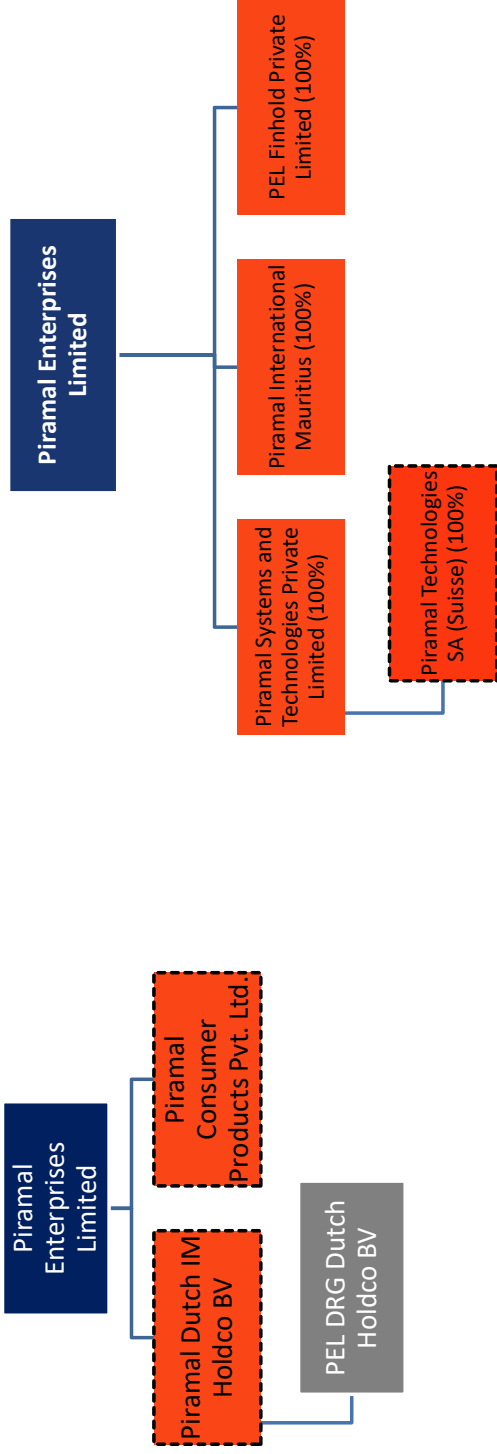 Piramal
Enterprises
Limited
Piramal Dutch IM
Holdco BV
Piramal
Consumer
Products Pvt. Ltd.
PEL DRG Dutch
Holdco BV
Piramal Enterprises
Limited
Piramal Systems and
Technologies Private
Limited (100%)
Piramal International
Mauritius (100%)
PEL Finhold Private
Limited (100%)
Piramal Technologies
SA (Suisse) (100%)